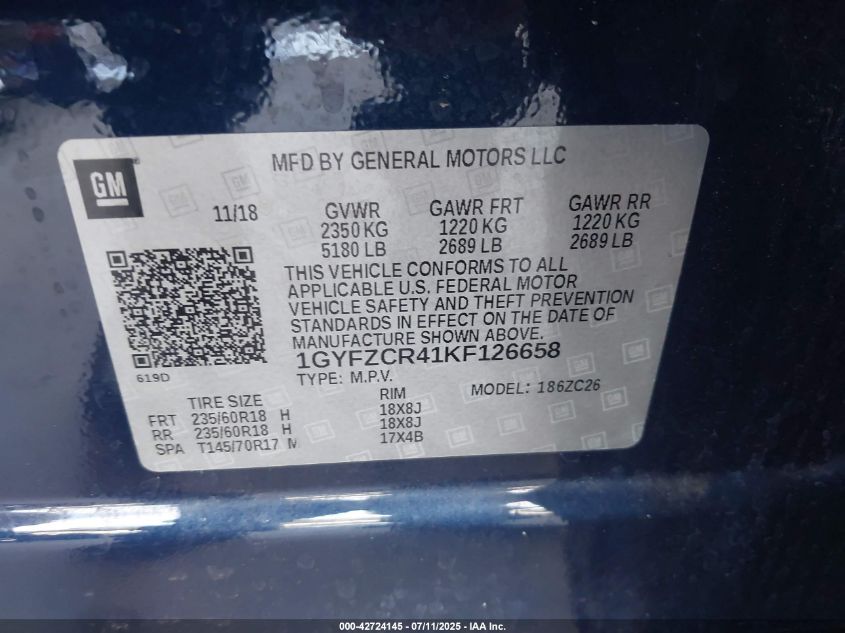 GM
MFD BY GENERAL MOTORS LLC
11/18
GVWR GAWR FRT GAWR RR
2350 KG 1220 KG 1220 KG
5180 LB 2689 LB 2689 LB
THIS VEHICLE CONFORMS TO ALL
APPLICABLE U.S. FEDERAL MOTOR
VEHICLE SAFETY AND THEFT PREVENTION
STANDARDS IN EFFECT ON THE DATE OF
MANUFACTURE SHOWN ABOVE.
1GYFZCR41KF126658
619D
TYPE: M.P.V. MODEL: 186ZC26
TIRE SIZE RIM
FRT 235/60R18 H 18X8J
RR 235/60R18 H 18X8J
SPA T145/70R17 M 17X4B
000-42724145 - 07/11/2025 - IAA Inc.